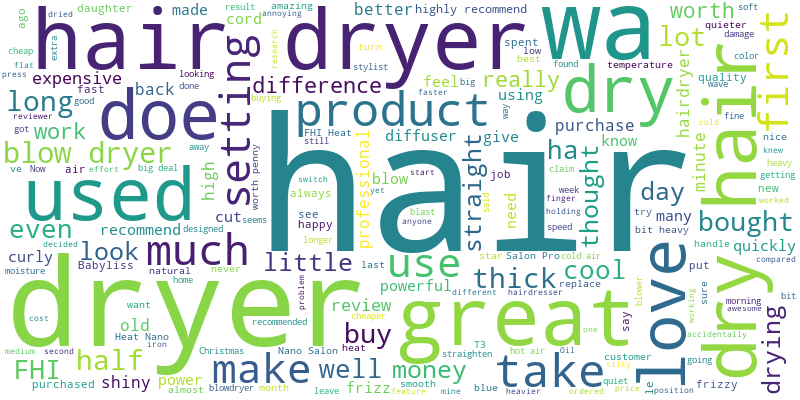 ago
daughter
made
hair dryer
cord
better
amazing
annoying
result
dried
extra
highly recommend
wa
worth
quieter
soft
damage
color
cheap
flat
press
looking
done
expensive
fast
good
back
difference
research
turn
stylist
spent
low
feel
big
best
found
faster
lot
temperature
wave
quality
first
reviewer
got
long
work
doe
setting
product
really
using
dry
hairdryer
purchase
way
fine
nice
knew
heavy
getting
worked
blow dryer
away
buying
FHI Heat
still
diffuser
give
straight
ha
thought
know
minute
cold
hair
ve
Now
air
effort
big deal
high
worth penny
always
switch
professional
blow
yet
start
blast
anyone
said
job
claim
week
finger
holding
speed
need
day
many
try
bit heavy
new
used
even
recommend
designed
cut
seems
see
happy
longer
hair
bought
handle
quickly
put
compared
curly
moisture
decided
look
Babyliss
natural
much
never
home
little
last
use
powerful
star
Salon Pro
cold air
different
hairdresser
thick
replace
cool
blower
love
working
sure
morning
awesome
bit
dry
drying
dryer
want
cost
old
Heat Nano
iron
recommended
problem
review
cheaper
buy
great
T3
hot air
Oil
say
one
customer
accidentally
going
medium
second
FHI
half
Christmas
Nano Salon
heat
straighten
take
quiet
silky
le
position
frizzy
purchased
shiny
power
almost
blowdryer
month
make
well
leave
frizz
money
smooth
feature
mine
blue
heavier
ordered
price